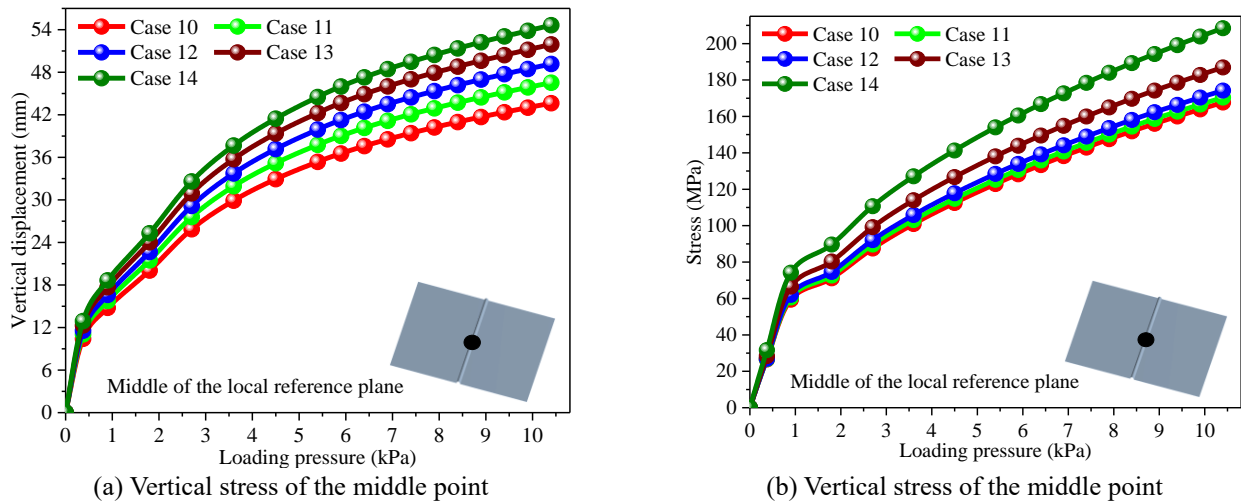 54
48
42
36
30
24
18
12
6
0
Vertical displacement (mm)
Case 10
Case 11
Case 12
Case 13
Case 14
Middle of the local reference plane
0 1 2 3 4 5 6 7 8 9 10
Loading pressure (kPa)
(a) Vertical stress of the middle point
200
180
160
140
120
100
80
60
40
20
0
Stress (MPa)
Case 10
Case 11
Case 12
Case 13
Case 14
Middle of the local reference plane
0 1 2 3 4 5 6 7 8 9 10
Loading pressure (kPa)
(b) Vertical stress of the middle point